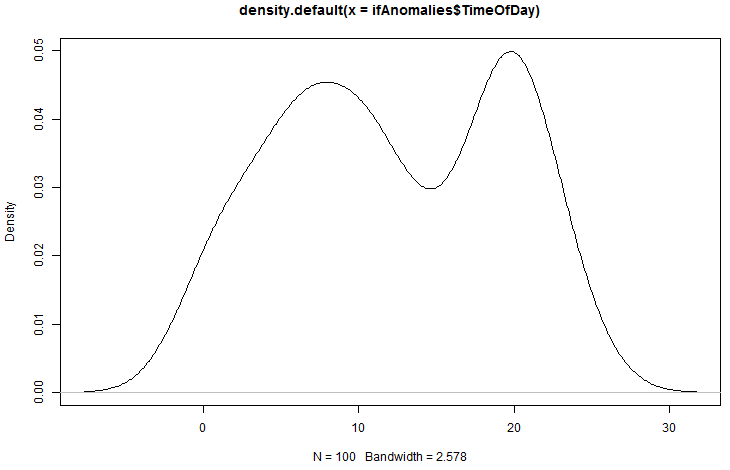 density.default(x = ifAnomalies$TimeOfDay)
Density
0.05
0.04
0.03
0.02
0.01
0.00
0 10 20 30
N = 100 Bandwidth = 2.578